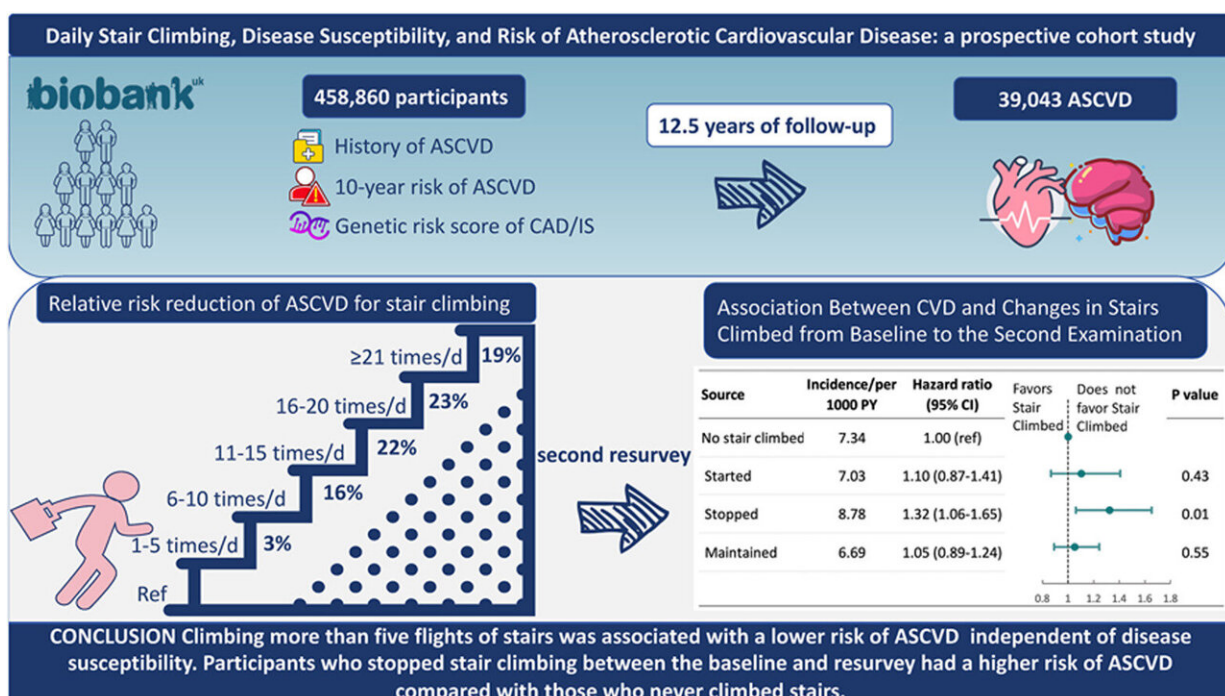 Daily Stair Climbing, Disease Susceptibility, and Risk of Atherosclerotic Cardiovascular Disease: a prospective cohort study
biobank uk
458,860 participants
History of ASCVD
10-year risk of ASCVD
Genetic risk score of CAD/IS
12.5 years of follow-up
39,043 ASCVD
Relative risk reduction of ASCVD for stair climbing
≥21 times/d 19%
16-20 times/d 23%
11-15 times/d 22%
6-10 times/d 16%
1-5 times/d 3%
Ref
second resurvey
Association Between CVD and Changes in Stairs
Climbed from Baseline to the Second Examination
Source Incidence/per 1000 PY Hazard ratio (95% CI) Favors Stair Climbed Does not favor Stair Climbed P value
No stair climbed 7.34 1.00 (ref)
Started 7.03 1.10 (0.87-1.41) 0.43
Stopped 8.78 1.32 (1.06-1.65) 0.01
Maintained 6.69 1.05 (0.89-1.24) 0.55
0.8 1 1.2 1.4 1.6 1.8
CONCLUSION Climbing more than five flights of stairs was associated with a lower risk of ASCVD independent of disease
susceptibility. Participants who stopped stair climbing between the baseline and resurvey had a higher risk of ASCVD
compared with those who never climbed stairs.